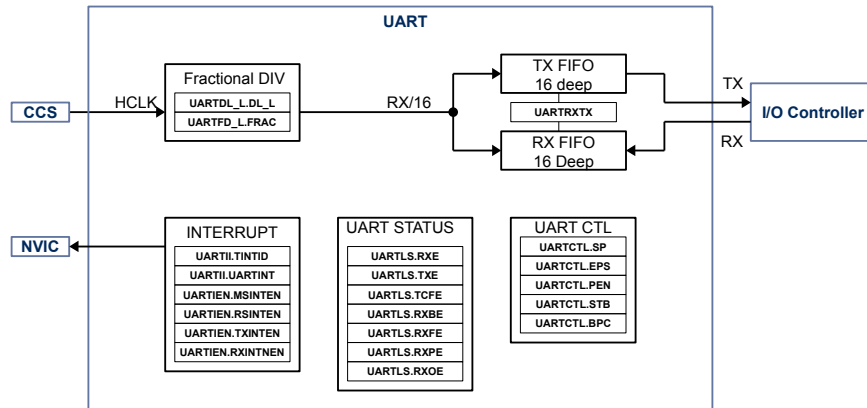 UART
Fractional DIV
UARTDL_L.DL_L
UARTFD_L.FRAC
CCS
HCLK
RX/16
TX FIFO
16 deep
UARTRXTX
RX FIFO
16 Deep
TX
RX
I/O Controller
NVIC
INTERRUPT
UARTII.TINTID
UARTII.UARTINT
UARTIEN.MSINTEN
UARTIEN.RSINTEN
UARTIEN.TXINTEN
UARTIEN.RXINTNEN
UART STATUS
UARTLS.RXE
UARTLS.TXE
UARTLS.TCFE
UARTLS.RXBE
UARTLS.RXFE
UARTLS.RXPE
UARTLS.RXOE
UART CTL
UARTCTL.SP
UARTCTL.EPS
UARTCTL.PEN
UARTCTL.STB
UARTCTL.BPC